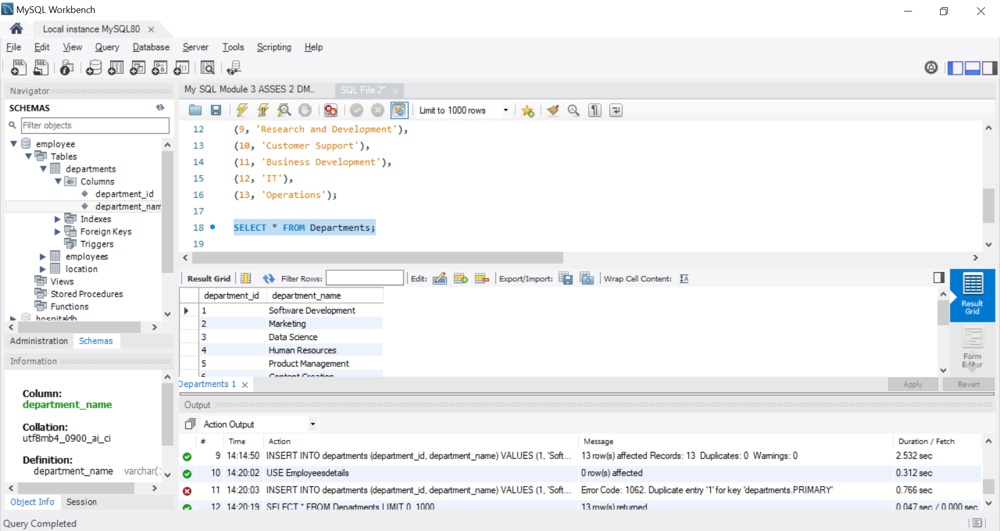 MySQL Workbench
Local instance MySQL80
File Edit View Query Database Server Tools Scripting Help
Navigator
SCHEMAS
Filter objects
employee
Tables
departments
Columns
department_id
department_nam
Indexes
Foreign Keys
Triggers
employees
location
Views
Stored Procedures
Functions
hospitaldb
Administration Schemas
Information
Column:
department_name
Collation:
utf8mb4_0900_ai_ci
Definition:
department_name varchar(
Object Info Session
Query Completed
My SQL Module 3 ASSES 2 DM...
SQL File 2*
Limit to 1000 rows
12 (9, 'Research and Development'),
13 (10, 'Customer Support'),
14 (11, 'Business Development'),
15 (12, 'IT'),
16 (13, 'Operations');
17
18 SELECT * FROM Departments;
19
Result Grid Filter Rows: Edit: Export/Import: Wrap Cell Content:
department_id department_name
1 Software Development
2 Marketing
3 Data Science
4 Human Resources
5 Product Management
6 Content Creation
Result
Grid
Form
Editor
Departments 1
Apply Revert
Output
Action Output
# Time Action Message Duration / Fetch
9 14:14:50 INSERT INTO departments (department_id, department_name) VALUES (1, 'Soft... 13 row(s) affected Records: 13 Duplicates: 0 Warnings: 0 2.532 sec
10 14:20:02 USE Employeesdetails 0 row(s) affected 0.312 sec
11 14:20:03 INSERT INTO departments (department_id, department_name) VALUES (1, 'Soft... Error Code: 1062. Duplicate entry '1' for key 'departments.PRIMARY' 0.766 sec
12 14:20:19 SELECT * FROM Departments LIMIT 0, 1000 13 row(s) returned 0.047 sec / 0.000 sec